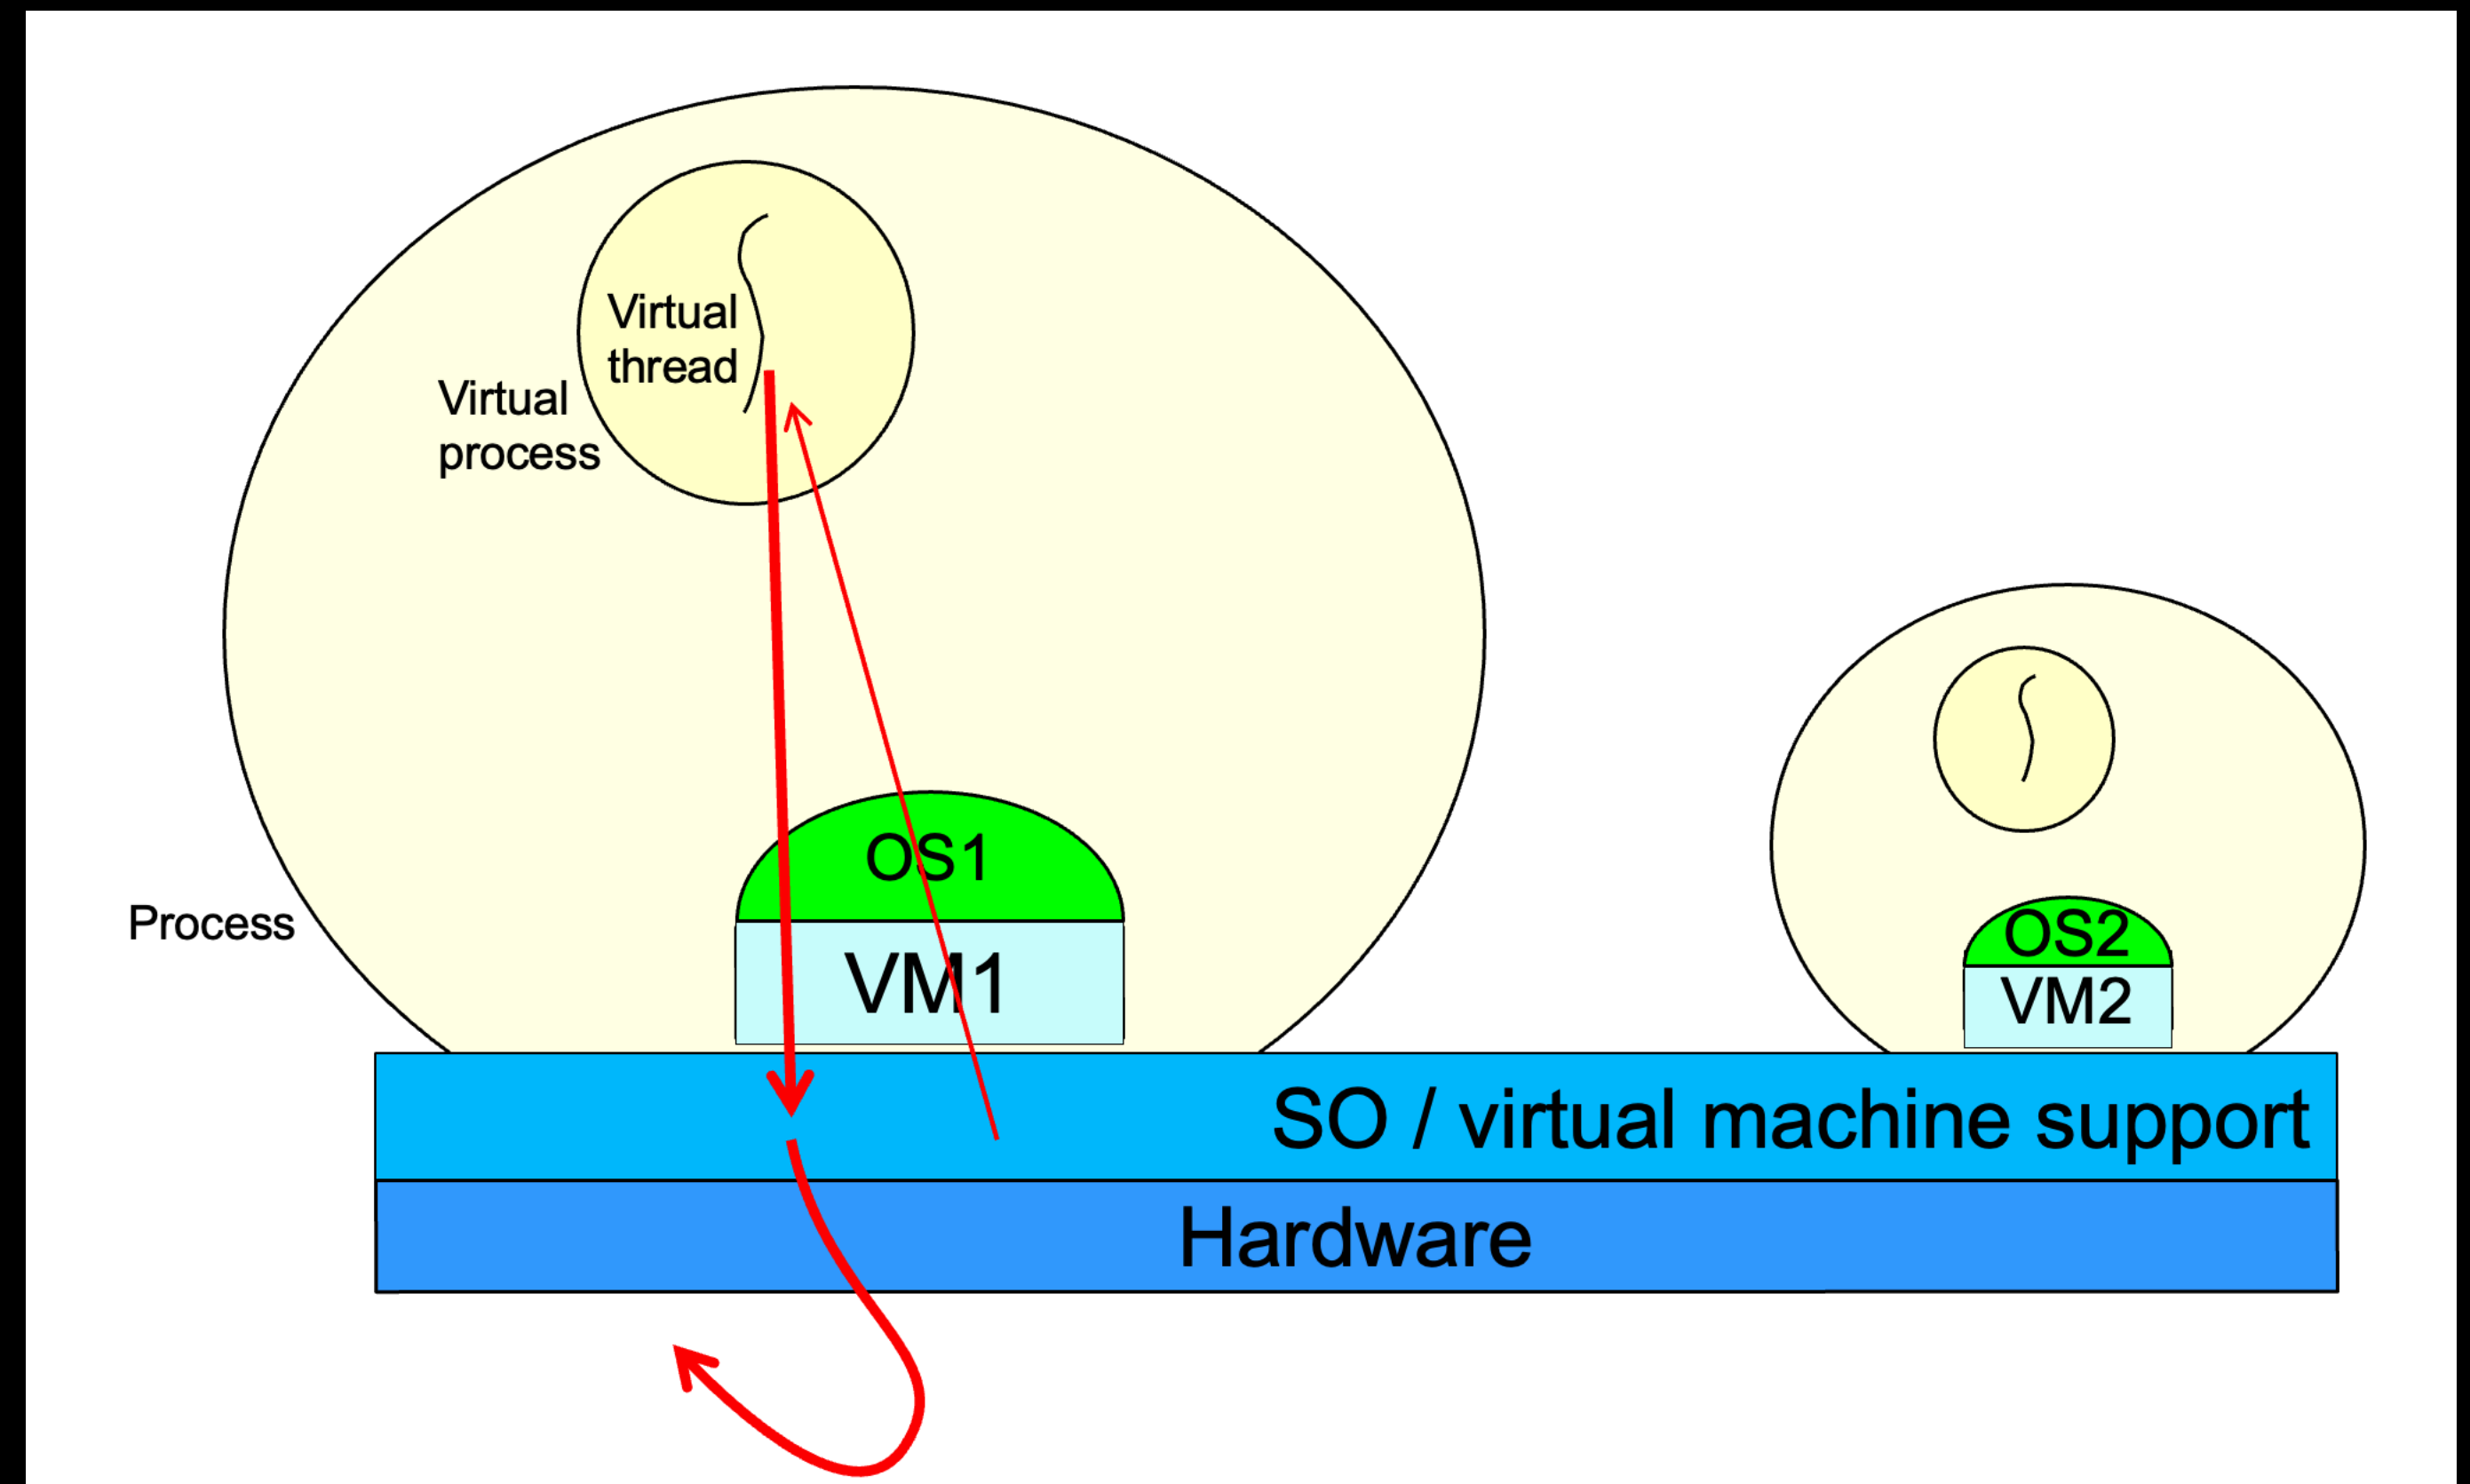 Virtual
thread
Virtual
process
OS1
Process
VM1
OS2
VM2
SO / virtual machine support
Hardware